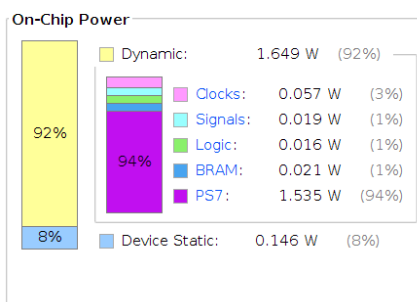 On-Chip Power
Dynamic: 1.649 W (92%)
92%
94%
Clocks: 0.057 W (3%)
Signals: 0.019 W (1%)
Logic: 0.016 W (1%)
BRAM: 0.021 W (1%)
PS7: 1.535 W (94%)
8%
Device Static: 0.146 W (8%)